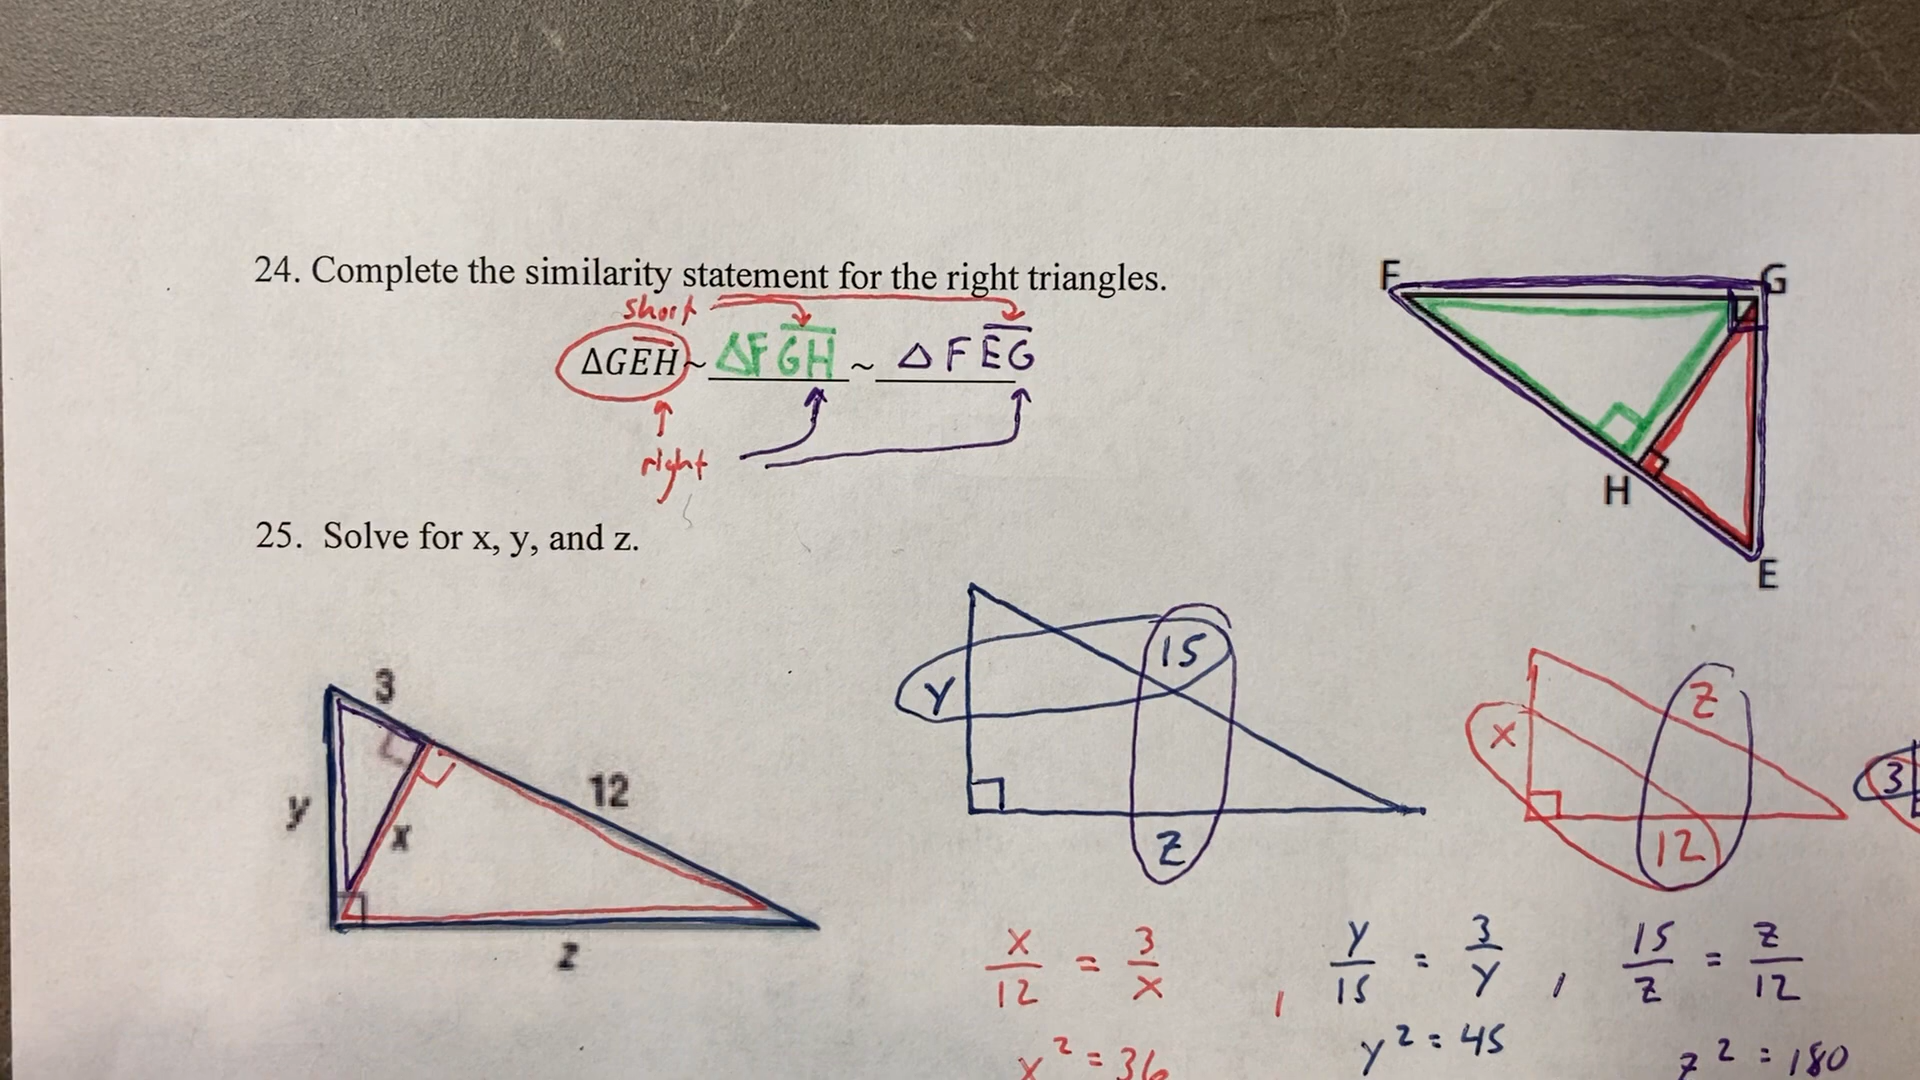 24. Complete the similarity statement for the right triangles.
short
ΔGEH~ ΔFGH ~ ΔFEG
right
F
G
H
E
25. Solve for x, y, and z.
3
12
y
x
z
15
y
z
z
x
12
3
x/12 = 3/x , y/15 = 3/y , 15/z = z/12
x² = 36
y² = 45
z² = 180